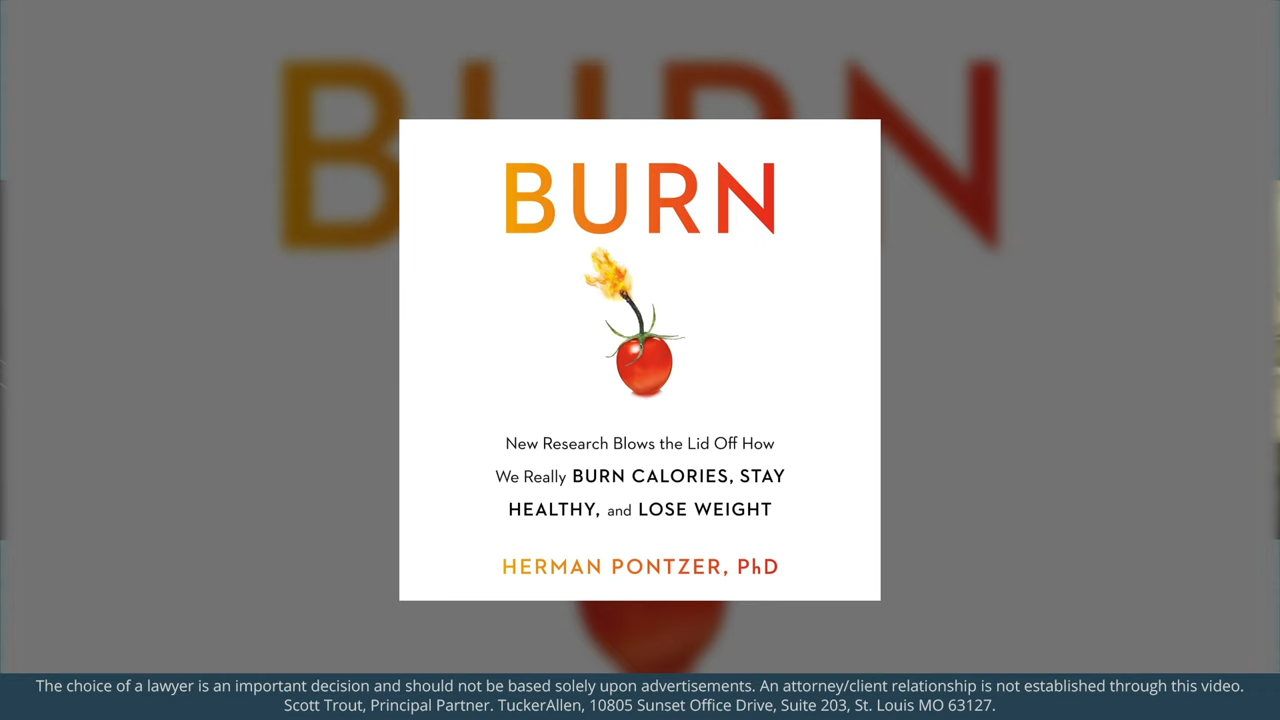 BURN
New Research Blows the Lid Off How
We Really BURN CALORIES, STAY
HEALTHY, and LOSE WEIGHT
HERMAN PONTZER, PhD
The choice of a lawyer is an important decision and should not be based solely upon advertisements. An attorney/client relationship is not established through this video.
Scott Trout, Principal Partner. TuckerAllen, 10805 Sunset Office Drive, Suite 203, St. Louis MO 63127.